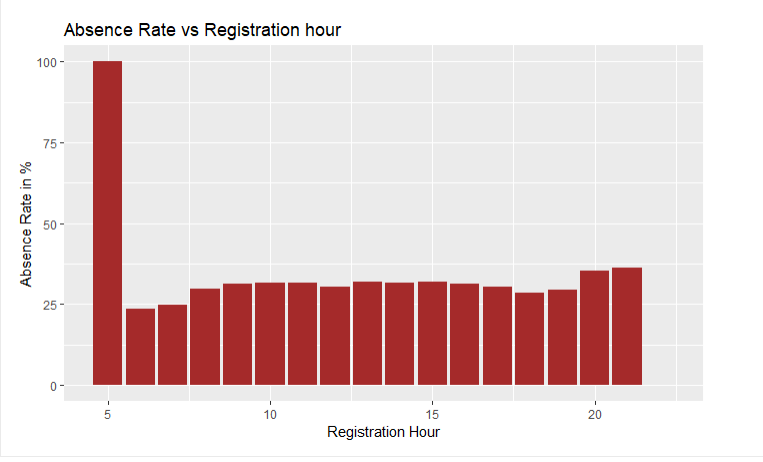 Absence Rate vs Registration hour
100
75
50
25
0
Absence Rate in %
5 10 15 20
Registration Hour